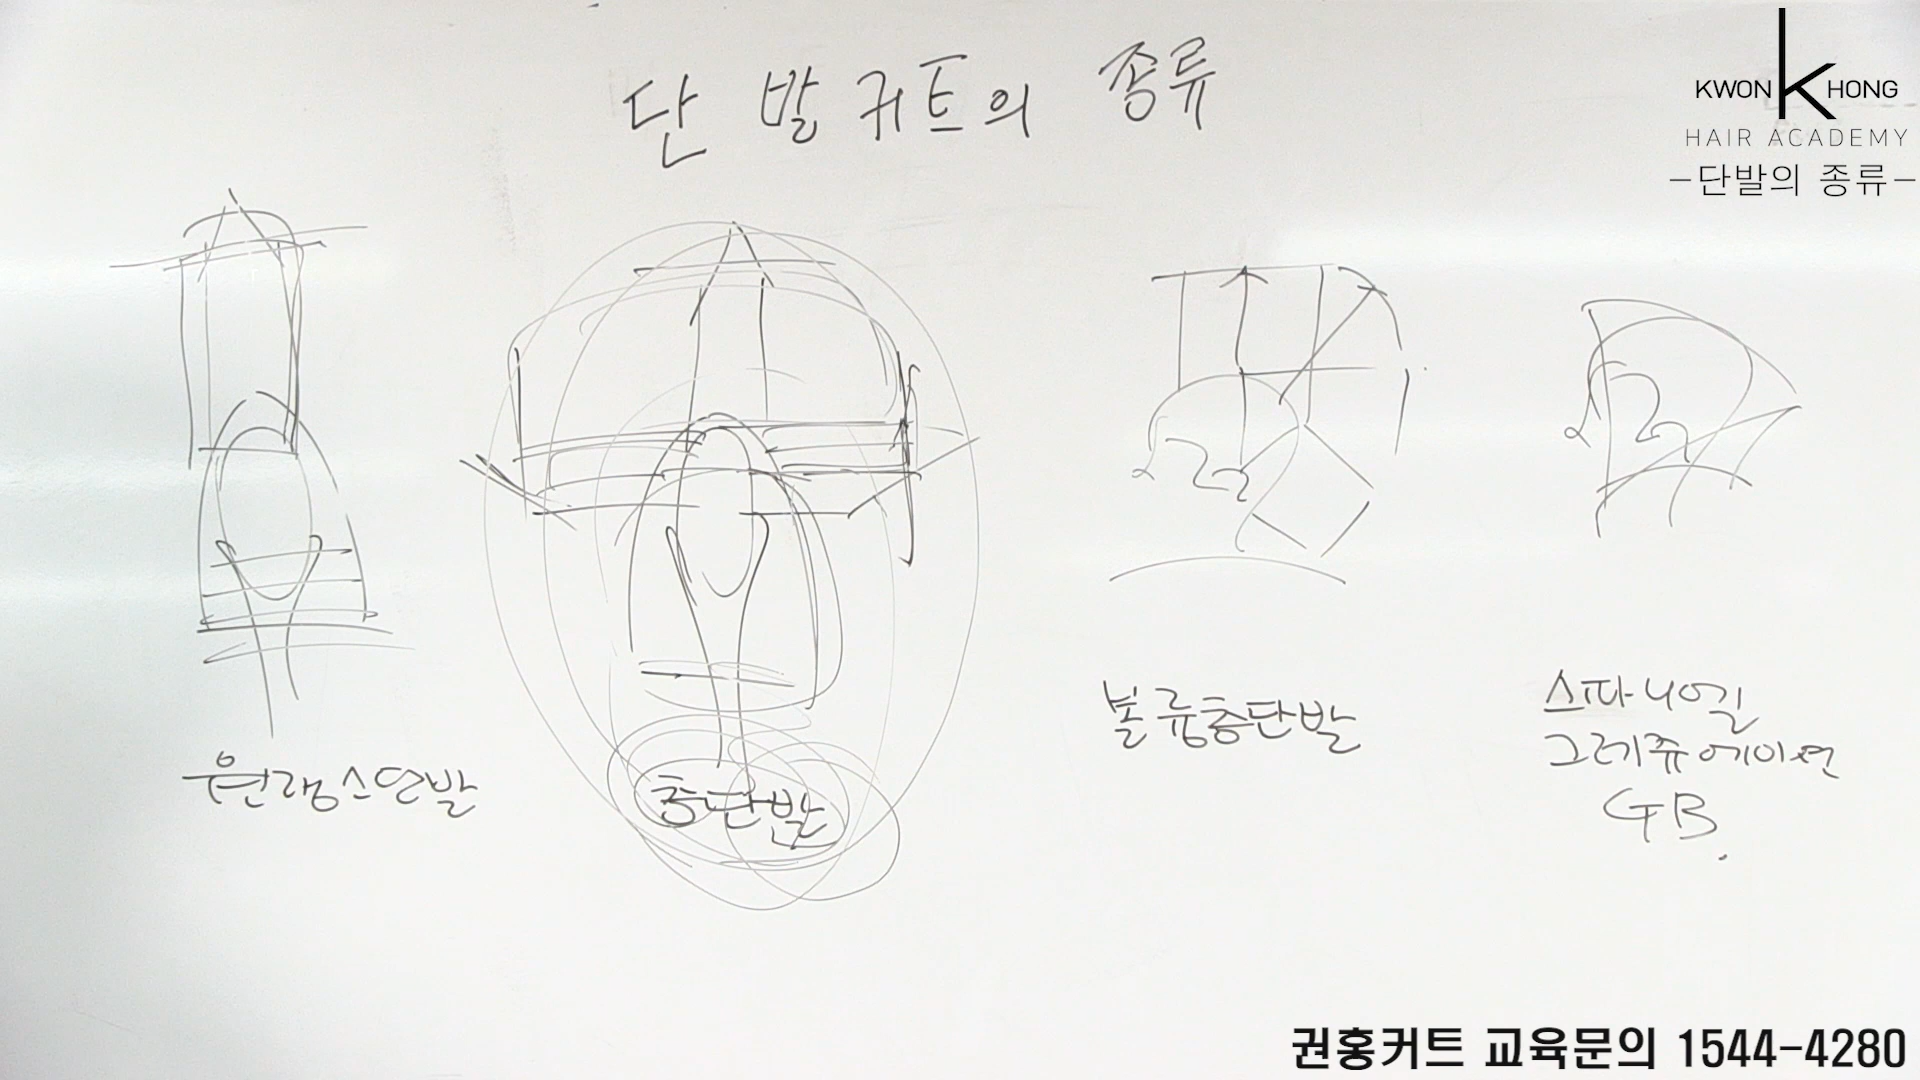 단발커트의 종류
KWON K HONG
HAIR ACADEMY
-단발의 종류-
원랭스단발
층단발
볼륨층단발
스파니엘
그레쥬에이션
GB.
권홍커트 교육문의 1544-4280